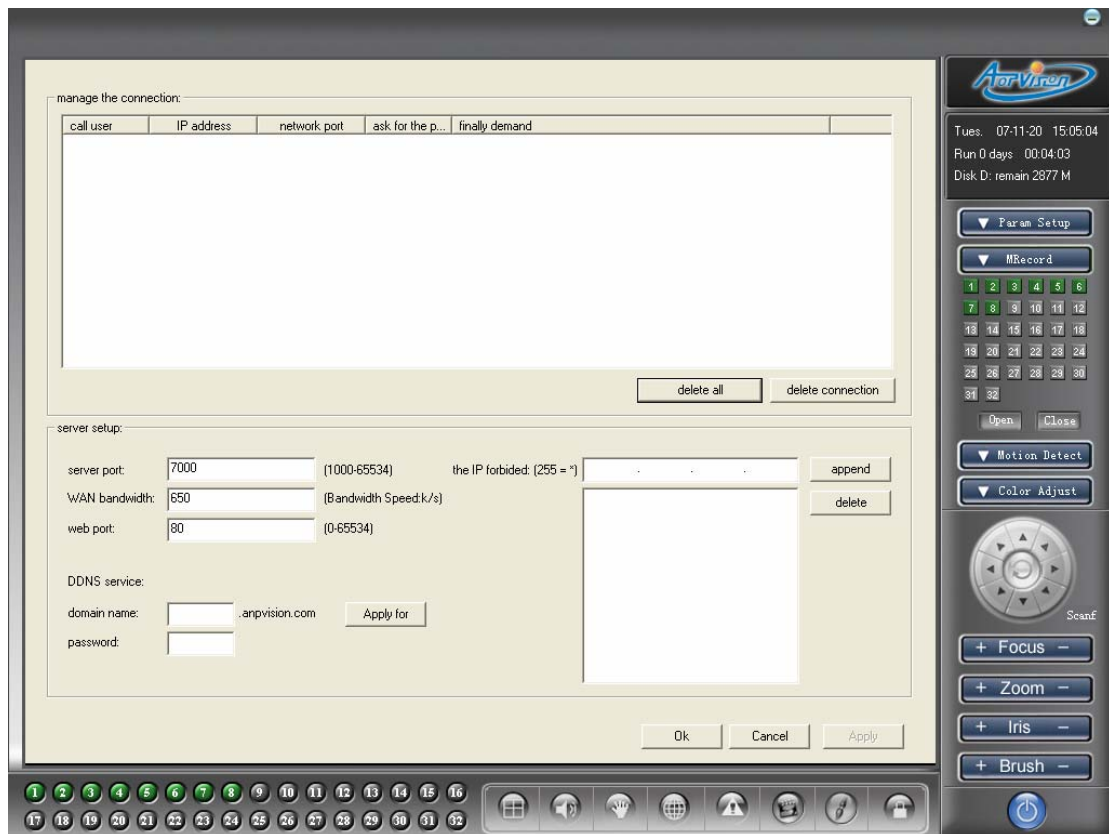 AorVision
manage the connection:
call user IP address network port ask for the p... finally demand
delete all delete connection
server setup:
server port: 7000 (1000-65534) the IP forbided: (255 = *) . . . append
WAN bandwidth: 650 (Bandwidth Speed:k/s) delete
web port: 80 (0-65534)
DDNS service:
domain name: .anpvision.com Apply for
password:
Ok Cancel Apply
Tues. 07-11-20 15:05:04
Run 0 days 00:04:03
Disk D: remain 2877 M
Param Setup
MRecord
1 2 3 4 5 6
7 8 9 10 11 12
13 14 15 16 17 18
19 20 21 22 23 24
25 26 27 28 29 30
31 32
Open Close
Motion Detect
Color Adjust
Scanf
+ Focus -
+ Zoom -
+ Iris -
+ Brush -
1 2 3 4 5 6 7 8 9 10 11 12 13 14 15 16
17 18 19 20 21 22 23 24 25 26 27 28 29 30 31 32